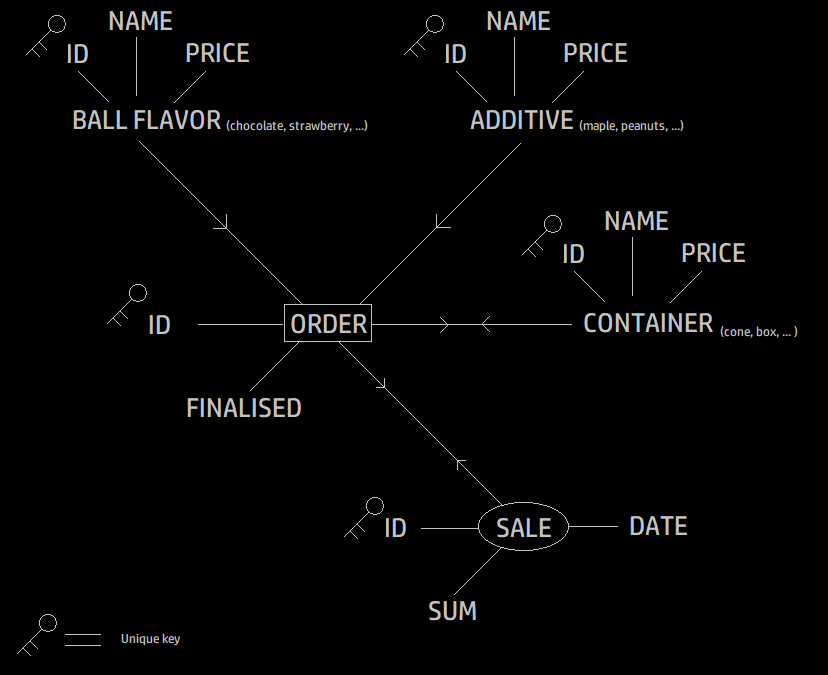 NAME
ID
PRICE
BALL FLAVOR (chocolate, strawberry, ...)
NAME
ID
PRICE
ADDITIVE (maple, peanuts, ...)
NAME
ID
PRICE
CONTAINER (cone, box, ... )
ID
ORDER
FINALISED
ID
SALE
DATE
SUM
Unique key